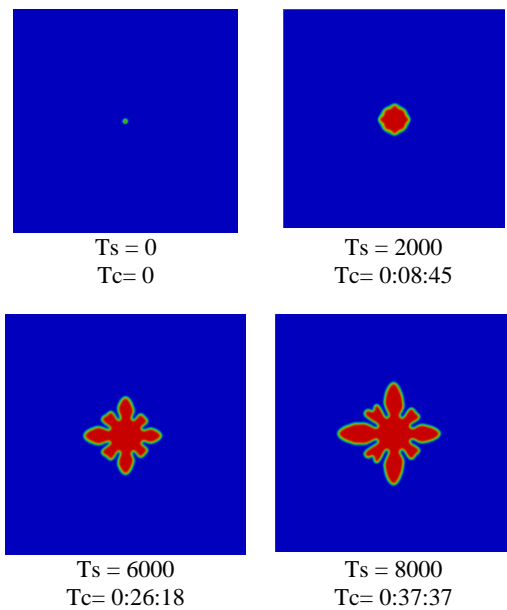 Ts = 0
Tc= 0
Ts = 2000
Tc= 0:08:45
Ts = 6000
Tc= 0:26:18
Ts = 8000
Tc= 0:37:37